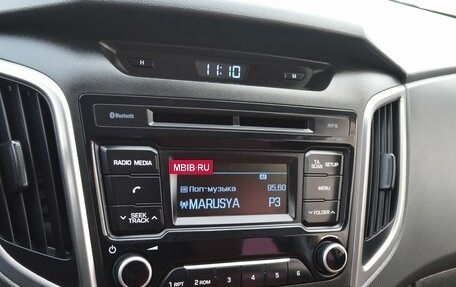 H
11:10
M
Bluetooth
MP3
RADIO MEDIA
MBIB·RU
TA SCAN SETUP
Поп-музыка 95.60
MENU
MARUSYA P3
SEEK TRACK
FOLDER
1 RPT 2 RDM 3 4 5 6